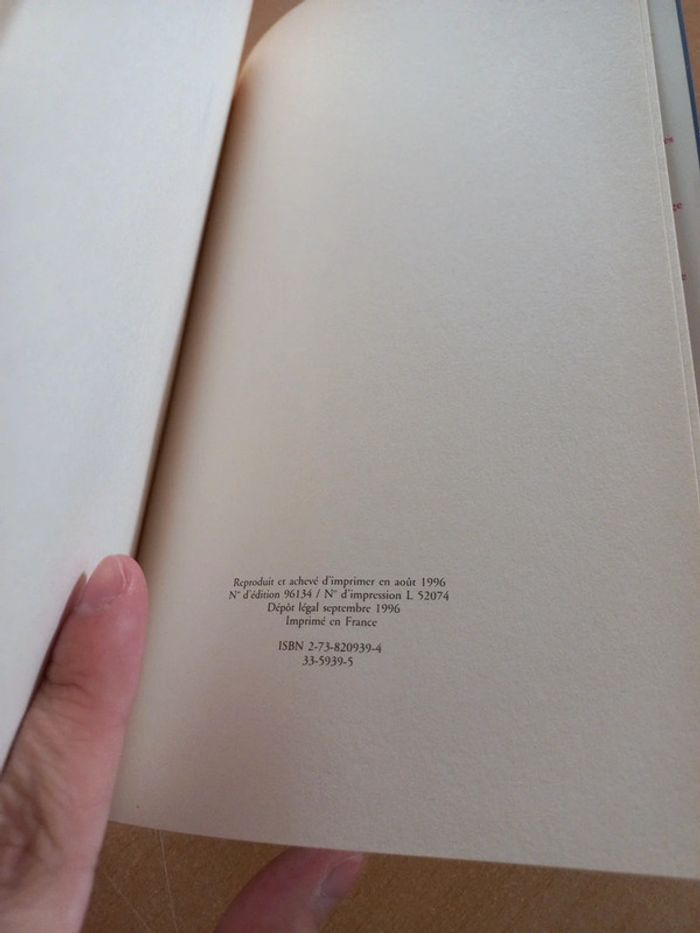 Reproduit et achevé d'imprimer en août 1996
N° d'édition 96134 / N° d'impression L 52074
Dépôt légal septembre 1996
Imprimé en France
ISBN 2-73-820939-4
33-5939-5